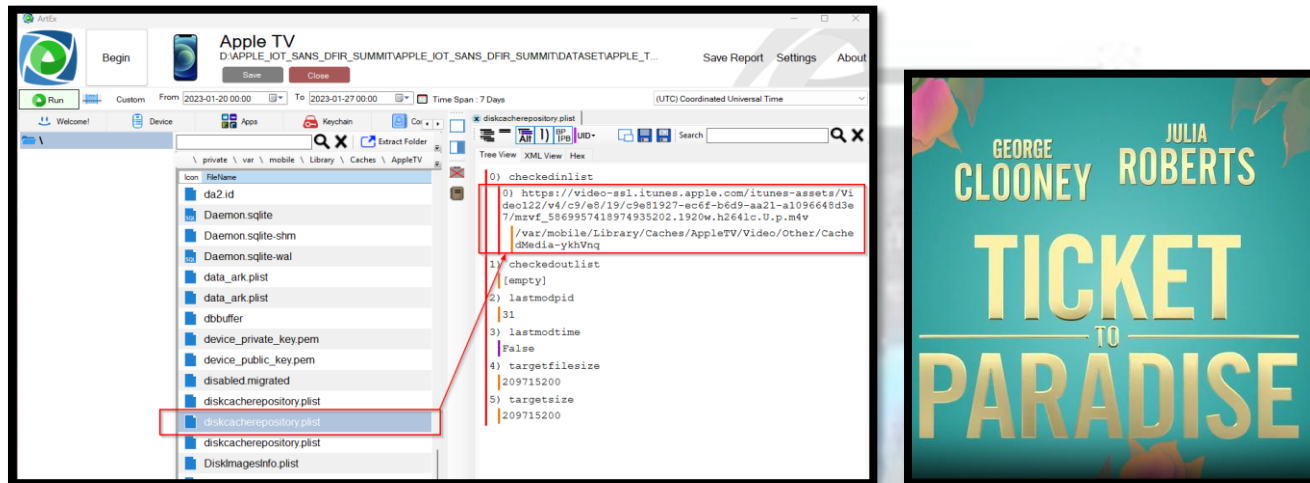 ArtEx
Begin
Apple TV
D:\APPLE_IOT_SANS_DFIR_SUMMIT\APPLE_IOT_SANS_DFIR_SUMMIT\DATASET\APPLE_T...
Save
Close
Save Report
Settings
About
Run
Custom
From
2023-01-20 00:00
To
2023-01-27 00:00
Time Span : 7 Days
(UTC) Coordinated Universal Time
Welcome!
Device
Apps
Keychain
\
Extract Folder
\ private \ var \ mobile \ Library \ Caches \ AppleTV
Icon
FileName
da2.id
Daemon.sqlite
Daemon.sqlite-shm
Daemon.sqlite-wal
data_ark.plist
data_ark.plist
dbbuffer
device_private_key.pem
device_public_key.pem
disabled.migrated
diskcacherepository.plist
diskcacherepository.plist
diskcacherepository.plist
DiskImagesInfo.plist
diskcacherepository.plist
Alt
BP
IPB
UID
Search
Tree View
XML View
Hex
0) checkedinlist
0) https://video-ssl.itunes.apple.com/itunes-assets/Vi
deo122/v4/c9/e8/19/c9e81927-ec6f-b6d9-aa21-a1096648d3e
7/mzvf_5869957418974935202.1920w.h264lc.U.p.m4v
/var/mobile/Library/Caches/AppleTV/Video/Other/Cache
dMedia-ykhVnq
1) checkedoutlist
[empty]
2) lastmodpid
31
3) lastmodtime
False
4) targetfilesize
209715200
5) targetsize
209715200
GEORGE
CLOONEY
JULIA
ROBERTS
TICKET
TO
PARADISE